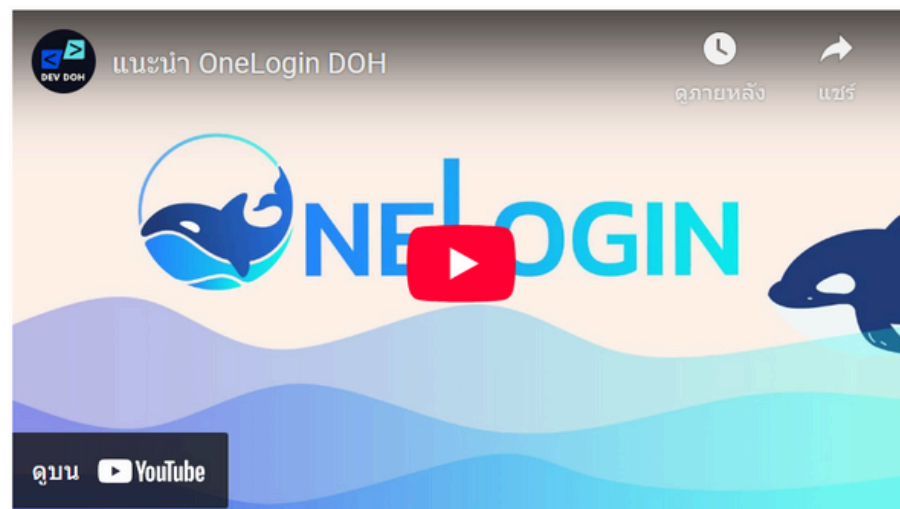 DEV DOH
แนะนำ OneLogin DOH
ดูภายหลัง
แชร์
ONELOGIN
ดูบน YouTube